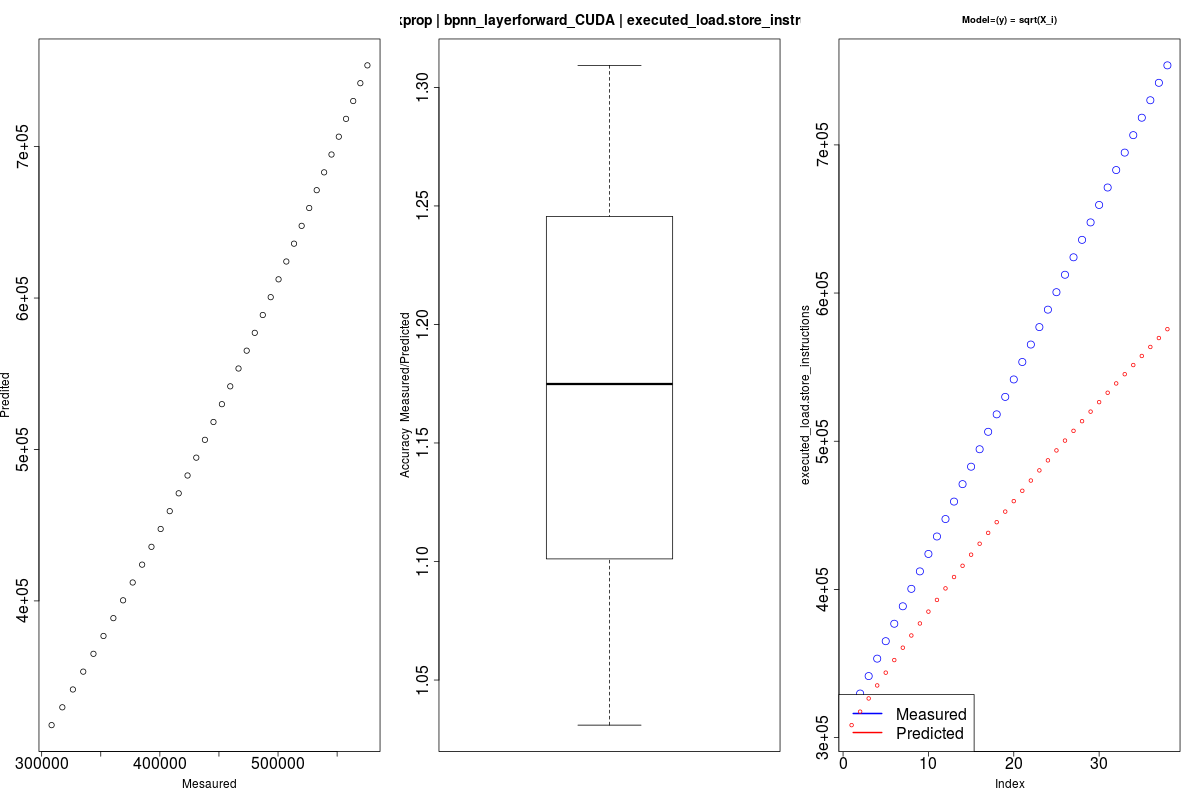 kprop | bpnn_layerforward_CUDA | executed_load.store_instr
Model=(y) = sqrt(X_i)
Predited
4e+05
5e+05
6e+05
7e+05
300000
400000
500000
Mesaured
Accuracy Measured/Predicted
1.05
1.10
1.15
1.20
1.25
1.30
executed_load.store_instructions
3e+05
4e+05
5e+05
6e+05
7e+05
Measured
Predicted
0
10
20
30
Index